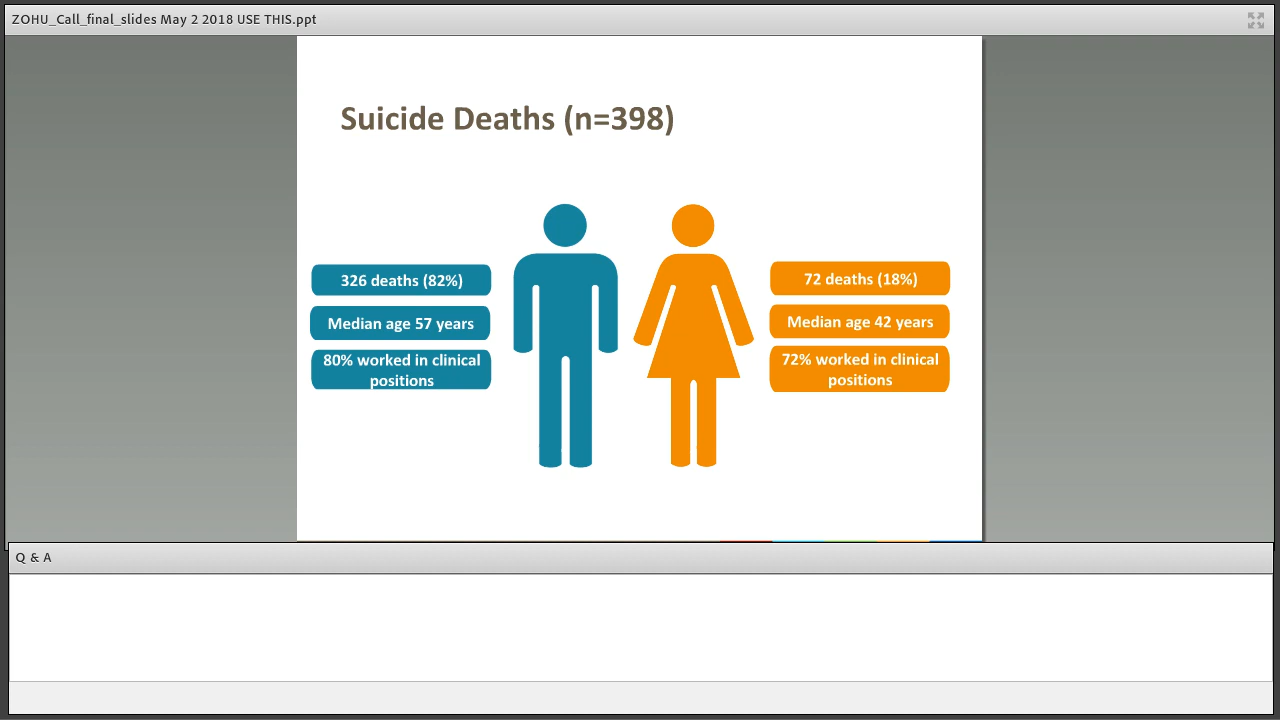 ZOHU_Call_final_slides May 2 2018 USE THIS.ppt
Suicide Deaths (n=398)
326 deaths (82%)
Median age 57 years
80% worked in clinical
positions
72 deaths (18%)
Median age 42 years
72% worked in clinical
positions
Q & A